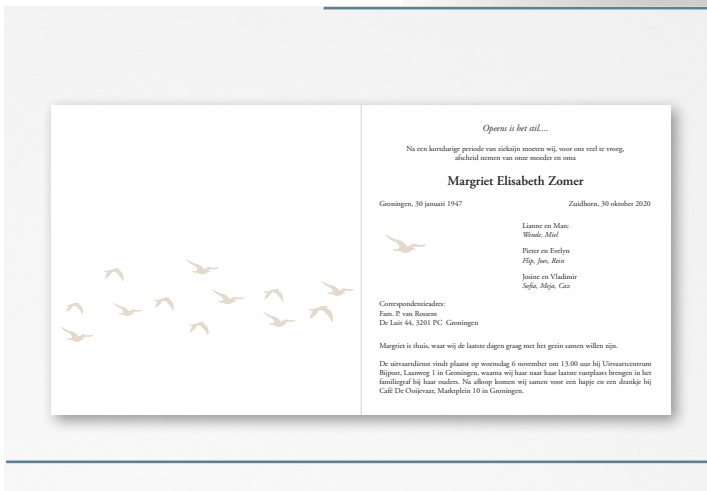 Opeens is het stil....
Na een kortdurige periode van ziekzijn moeten wij, voor ons veel te vroeg,
afscheid nemen van onze moeder en oma
Margriet Elisabeth Zomer
Groningen, 30 januari 1947 Zuidhorn, 30 oktober 2020
Lianne en Marc
Wende, Miel
Pieter en Evelyn
Flip, Joes, Rein
Josine en Vladimir
Sofia, Meja, Cax
Correspondentieadres:
Fam. P. van Rossem
De Luit 44, 3201 PC Groningen
Margriet is thuis, waar wij de laatste dagen graag met het gezin samen willen zijn.
De uitvaartdienst vindt plaatst op woensdag 6 november om 13.00 uur bij Uitvaartcentrum
Bijpost, Laanweg 1 in Groningen, waarna wij haar naar haar laatste rustplaats brengen in het
familiegraf bij haar ouders. Na afloop komen wij samen voor een hapje en een drankje bij
Café De Ooijevaar, Marktplein 10 in Groningen.